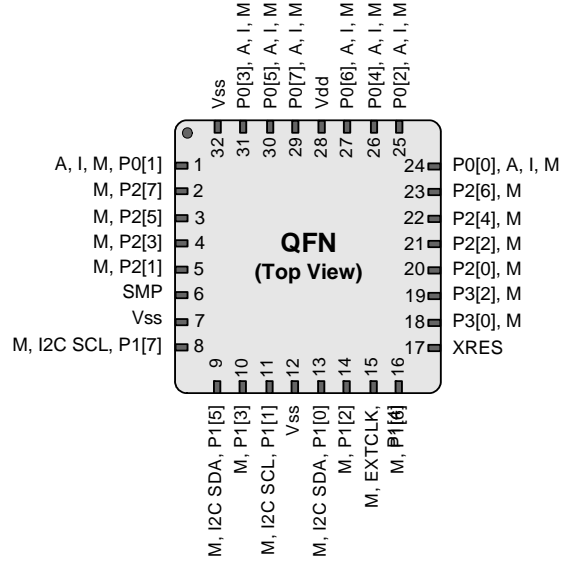 Vss
P0[3], A, I, M
P0[5], A, I, M
P0[7], A, I, M
Vdd
P0[6], A, I, M
P0[4], A, I, M
P0[2], A, I, M
32
31
30
29
28
27
26
25
A, I, M, P0[1] 1
M, P2[7] 2
M, P2[5] 3
M, P2[3] 4
M, P2[1] 5
SMP 6
Vss 7
M, I2C SCL, P1[7] 8
QFN
(Top View)
24 P0[0], A, I, M
23 P2[6], M
22 P2[4], M
21 P2[2], M
20 P2[0], M
19 P3[2], M
18 P3[0], M
17 XRES
9
10
11
12
13
14
15
16
M, I2C SDA, P1[5]
M, P1[3]
M, I2C SCL, P1[1]
Vss
M, I2C SDA, P1[0]
M, P1[2]
M, EXTCLK,
P1[4]
M, P1[6]